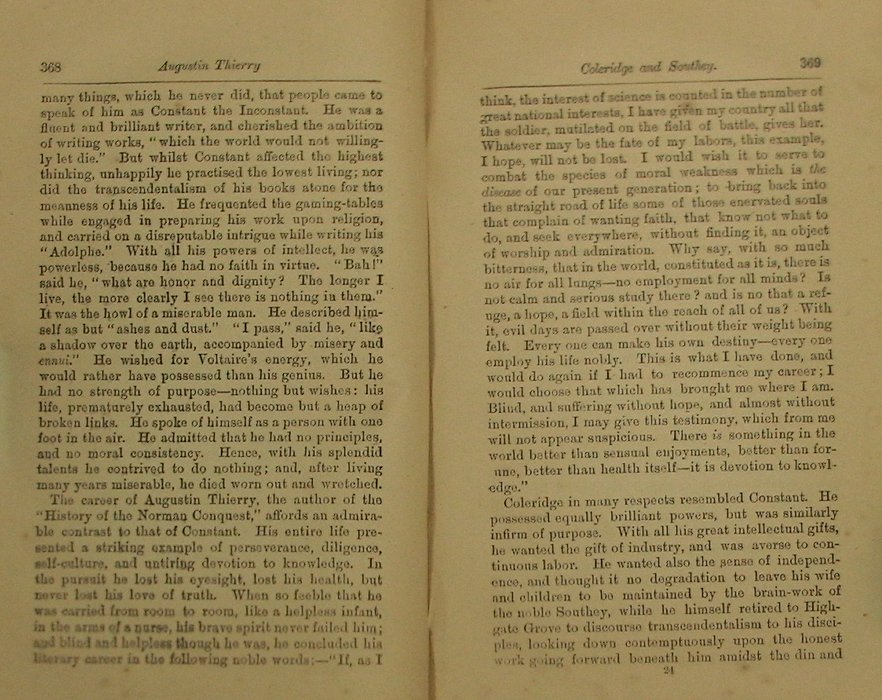 368
Augustin Thierry
many things, which he never did, that people came to
speak of him as Constant the Inconstant. He was a
fluent and brilliant writer, and cherished the ambition
of writing works, "which the world would not willing-
ly let die." But whilst Constant affected the highest
thinking, unhappily he practised the lowest living; nor
did the transcendentalism of his books atone for the
meanness of his life. He frequented the gaming-tables
while engaged in preparing his work upon religion,
and carried on a disreputable intrigue while writing his
"Adolphe." With all his powers of intellect, he was
powerless, because he had no faith in virtue. "Bah!"
said he, "what are honor and dignity? The longer I
live, the more clearly I see there is nothing in them."
It was the howl of a miserable man. He described him-
self as but "ashes and dust." "I pass," said he, "like
a shadow over the earth, accompanied by misery and
ennui." He wished for Voltaire's energy, which he
would rather have possessed than his genius. But he
had no strength of purpose—nothing but wishes: his
life, prematurely exhausted, had become but a heap of
broken links. He spoke of himself as a person with one
foot in the air. He admitted that he had no principles,
and no moral consistency. Hence, with his splendid
talents he contrived to do nothing; and, after living
many years miserable, he died worn out and wretched.
The career of Augustin Thierry, the author of the
"History of the Norman Conquest," affords an admira-
ble contrast to that of Constant. His entire life pre-
sented a striking example of perseverance, diligence,
self-culture, and untiring devotion to knowledge. In
the pursuit he lost his eyesight, lost his health, but
never lost his love of truth. When so feeble that he
was carried from room to room, like a helpless infant,
in the arms of a nurse, his brave spirit never failed him;
and blind and helpless though he was, he concluded his
literary career in the following noble words:—"If, as I
Coleridge and Southey.
369
think, the interest of science is counted in the number of
great national interests, I have given my country all that
the soldier, mutilated on the field of battle, gives her.
Whatever may be the fate of my labors, this example,
I hope, will not be lost. I would wish it to serve to
combat the species of moral weakness which is the
disease of our present generation; to bring back into
the straight road of life some of those enervated souls
that complain of wanting faith, that know not what to
do, and seek everywhere, without finding it, an object
of worship and admiration. Why say, with so much
bitterness, that in the world, constituted as it is, there is
no air for all lungs—no employment for all minds? Is
not calm and serious study there? and is no that a ref-
uge, a hope, a field within the reach of all of us? With
it, evil days are passed over without their weight being
felt. Every one can make his own destiny—every one
employ his life nobly. This is what I have done, and
would do again if I had to recommence my career; I
would choose that which has brought me where I am.
Blind, and suffering without hope, and almost without
intermission, I may give this testimony, which from me
will not appear suspicious. There is something in the
world better than sensual enjoyments, better than for-
une, better than health itself—it is devotion to knowl-
edge."
Coleridge in many respects resembled Constant. He
possessed equally brilliant powers, but was similarly
infirm of purpose. With all his great intellectual gifts,
he wanted the gift of industry, and was averse to con-
tinuous labor. He wanted also the sense of independ-
ence, and thought it no degradation to leave his wife
and children to be maintained by the brain-work of
the noble Southey, while he himself retired to High-
gate Grove to discourse transcendentalism to his disci-
ples, looking down contemptuously upon the honest
work going forward beneath him amidst the din and
24